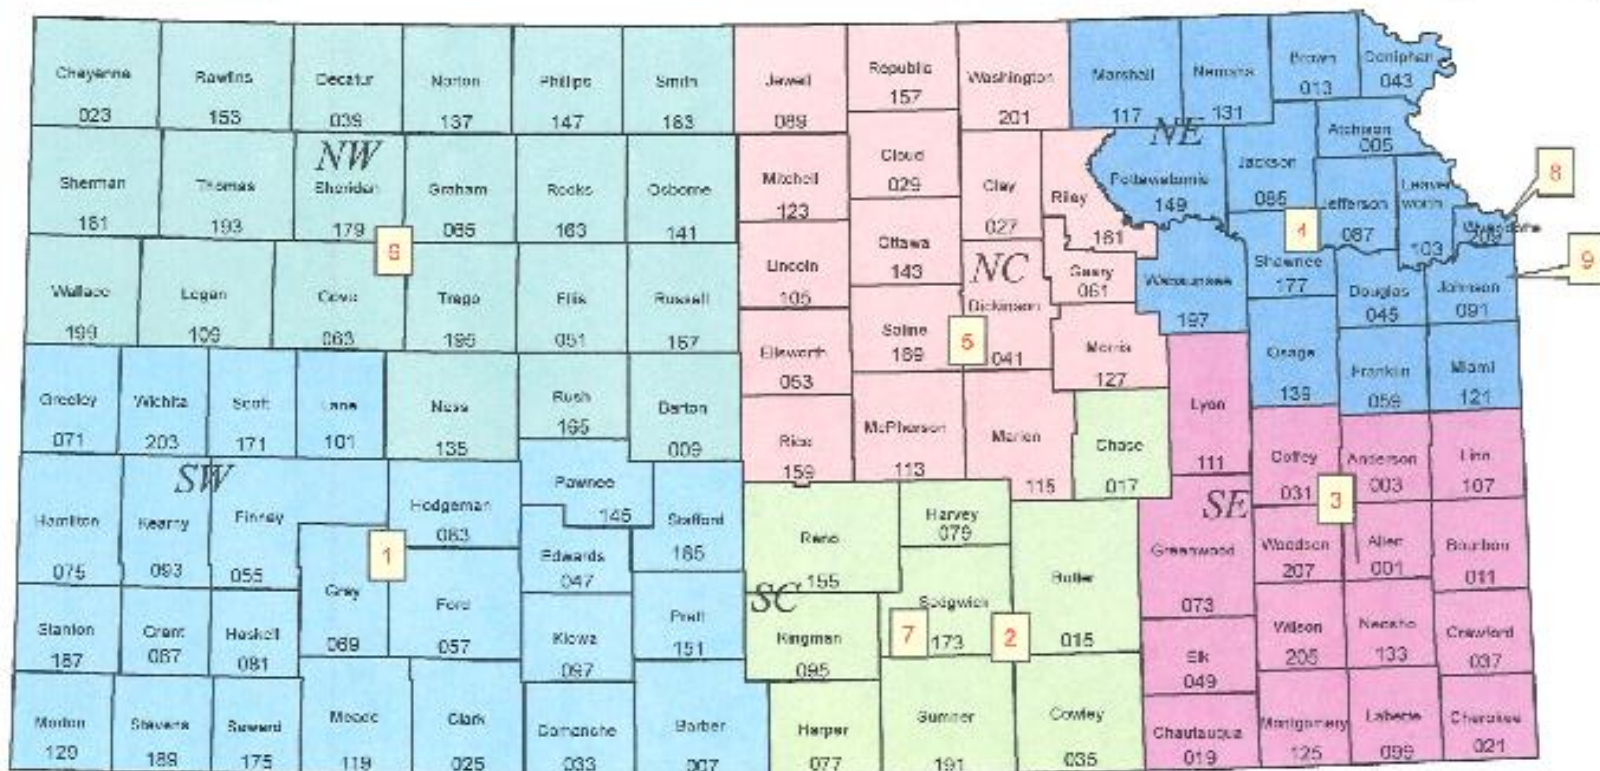 Cheyenne
023
Rawlins
153
Decatur
039
Norton
137
Phillips
147
Smith
183
Jewell
089
Republic
157
Washington
201
Marshall
117
Nemaha
131
Brown
013
Doniphan
043
NW
NE
Atchison
005
Sherman
181
Thomas
193
Sheridan
179
Graham
065
Rooks
163
Osborne
141
Mitchell
123
Cloud
029
Clay
027
Riley
161
Pottawatomie
149
Jackson
085
Jefferson
087
Leaven
worth
103
Wyandotte
209
8
6
4
9
Wallace
199
Logan
109
Gove
063
Trego
195
Ellis
051
Russell
167
Lincoln
105
Ottawa
143
NC
Dickinson
041
Geary
061
Wabaunsee
197
Shawnee
177
Douglas
045
Johnson
091
Ellsworth
053
Saline
169
5
Morris
127
Lyon
111
Osage
139
Franklin
059
Miami
121
Greeley
071
Wichita
203
Scott
171
Lane
101
Ness
135
Rush
165
Barton
009
Rice
159
McPherson
113
Marion
115
Chase
017
Coffey
031
Anderson
003
Linn
107
SW
Pawnee
145
3
Hamilton
075
Kearny
093
Finney
055
Hodgeman
083
Stafford
185
Reno
155
Harvey
079
Butler
015
SE
Greenwood
073
Woodson
207
Allen
001
Bourbon
011
1
Edwards
047
SC
Gray
069
Ford
057
Stanton
187
Grant
067
Haskell
081
Kiowa
097
Pratt
151
Kingman
095
Sedgwick
173
7
2
Elk
049
Wilson
205
Neosho
133
Crawford
037
Morton
129
Stevens
189
Seward
175
Meade
119
Clark
025
Comanche
033
Barber
007
Harper
077
Sumner
191
Cowley
035
Chautauqua
019
Montgomery
125
Labette
099
Cherokee
021